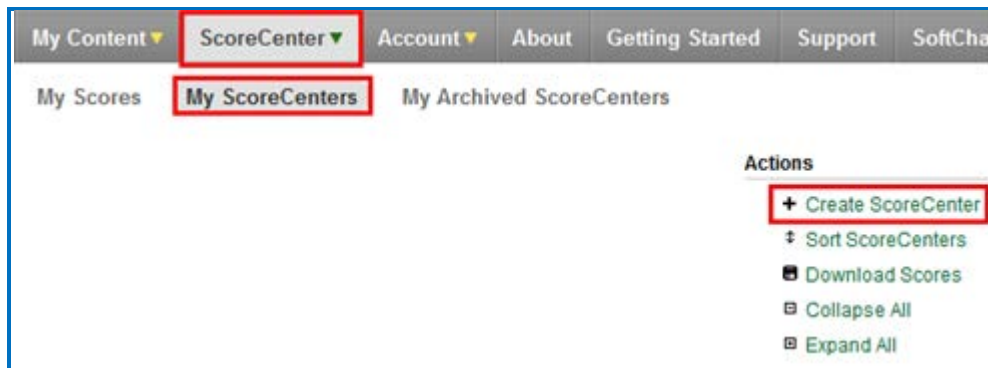 My Content ScoreCenter Account About Getting Started Support SoftCha
My Scores My ScoreCenters My Archived ScoreCenters
Actions
Create ScoreCenter
Sort ScoreCenters
Download Scores
Collapse All
Expand All